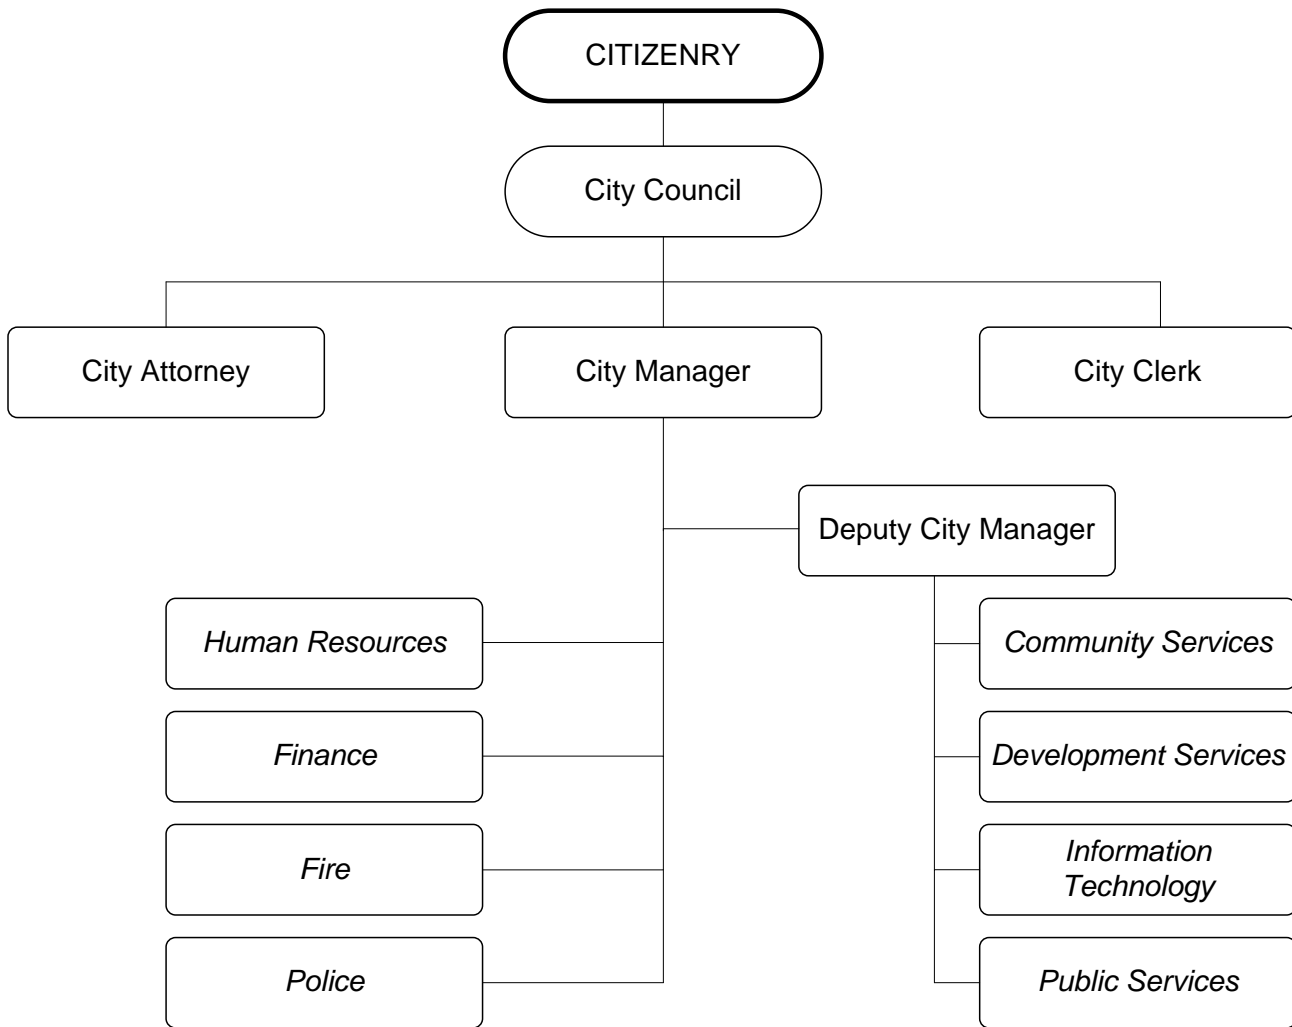 CITIZENRY
City Council
City Attorney
City Manager
City Clerk
Deputy City Manager
Human Resources
Community Services
Finance
Development Services
Fire
Information
Technology
Police
Public Services